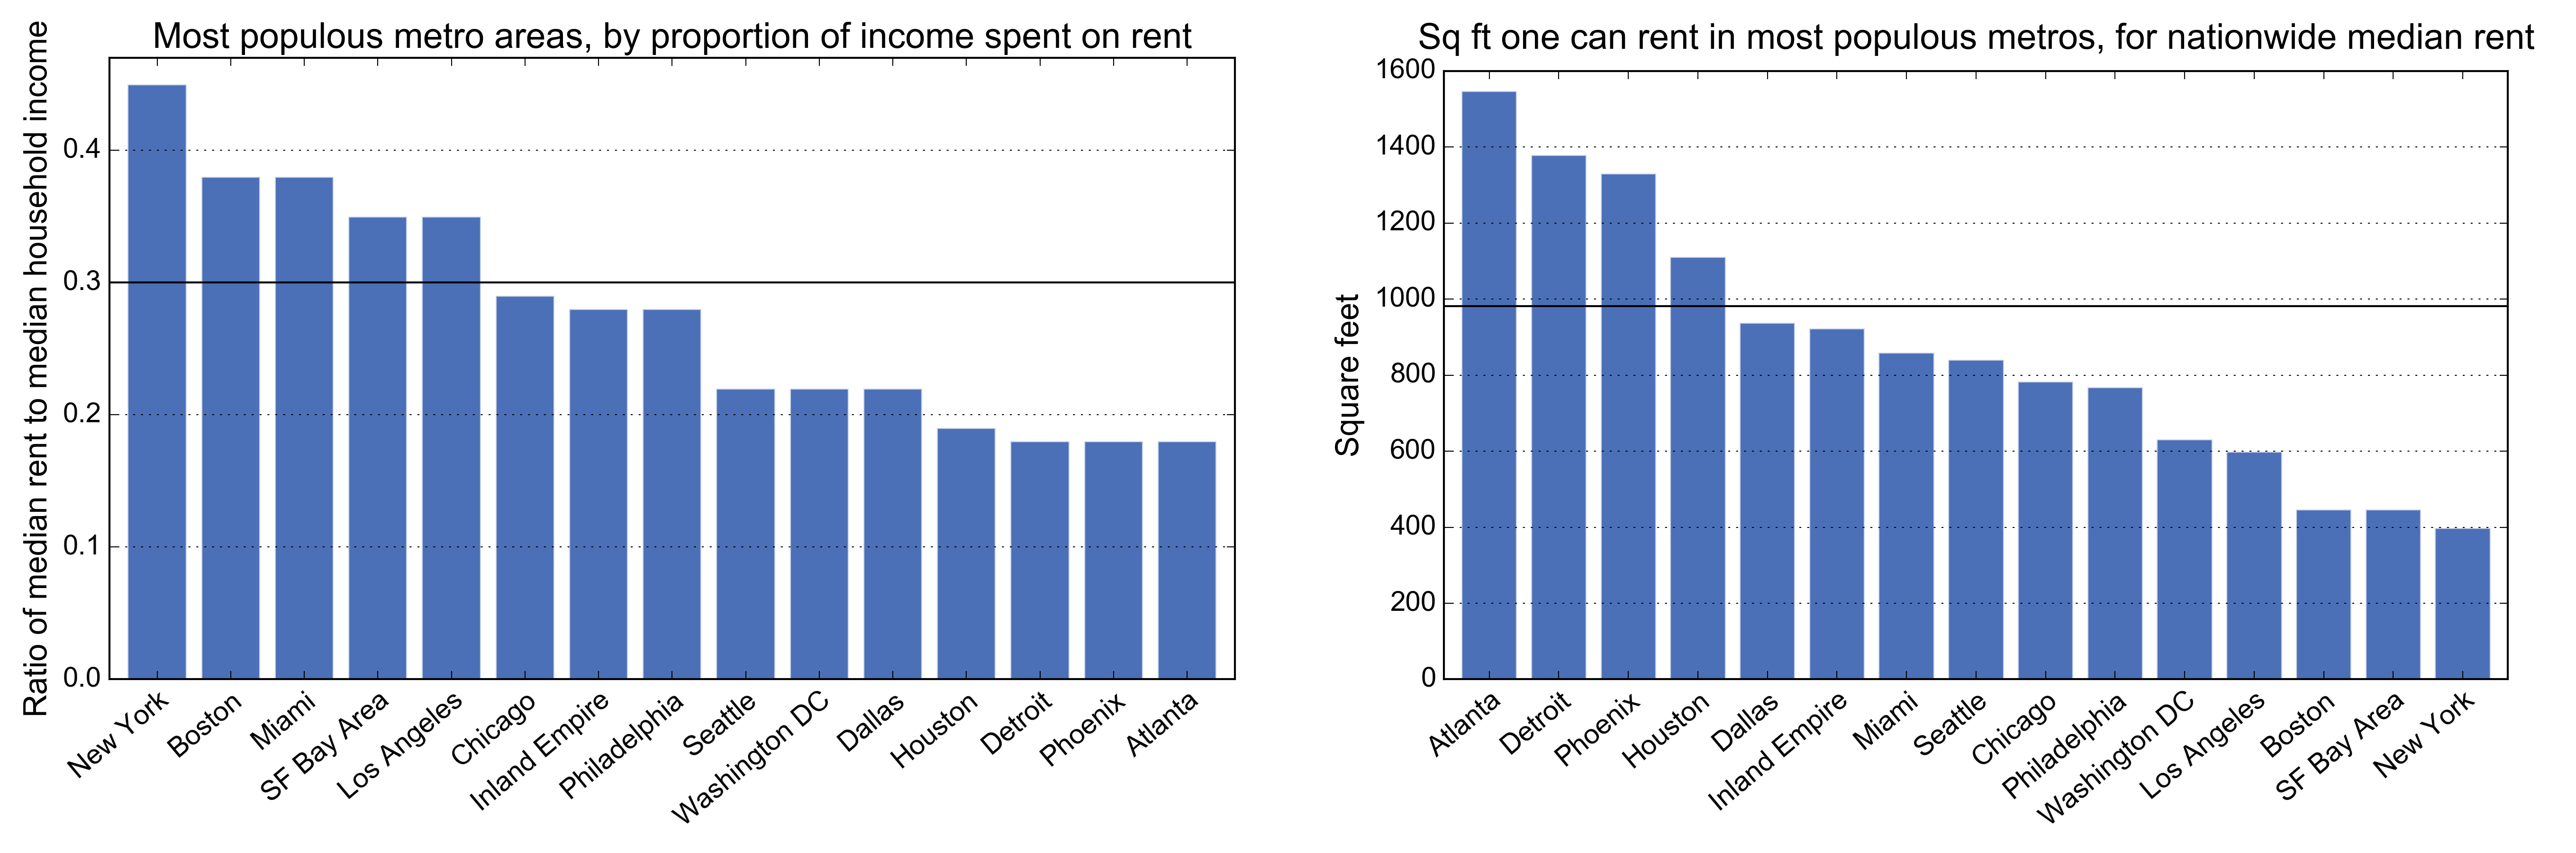 Most populous metro areas, by proportion of income spent on rent
Ratio of median rent to median household income
0.4
0.3
0.2
0.1
0.0
New York
Boston
Miami
SF Bay Area
Los Angeles
Chicago
Inland Empire
Philadelphia
Seattle
Washington DC
Dallas
Houston
Detroit
Phoenix
Atlanta
Sq ft one can rent in most populous metros, for nationwide median rent
Square feet
1600
1400
1200
1000
800
600
400
200
0
Atlanta
Detroit
Phoenix
Houston
Dallas
Inland Empire
Miami
Seattle
Chicago
Philadelphia
Washington DC
Los Angeles
Boston
SF Bay Area
New York